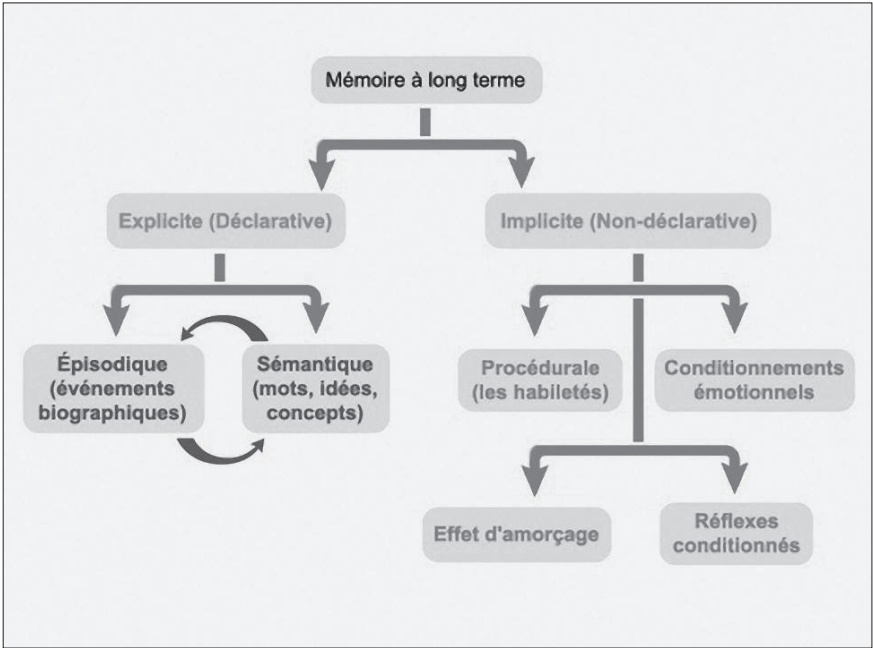 Mémoire à long terme
Explicite (Déclarative)
Implicite (Non-déclarative)
Épisodique
(événements
biographiques)
Sémantique
(mots, idées,
concepts)
Procédurale
(les habiletés)
Conditionnements
émotionnels
Effet d'amorçage
Réflexes
conditionnés